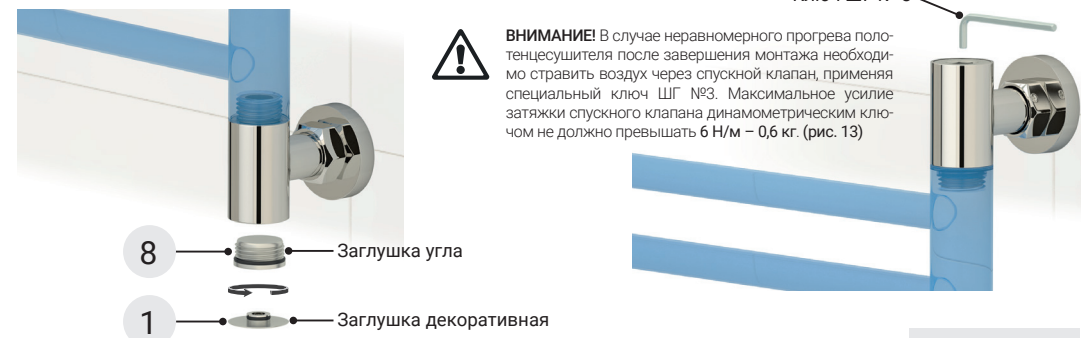 ВНИМАНИЕ! В случае неравномерного прогрева поло-
тенцесушителя после завершения монтажа необходи-
мо стравить воздух через спускной клапан, применяя
специальный ключ ШГ №3. Максимальное усилие
затяжки спускного клапана динамометрическим клю-
чом не должно превышать 6 Н/м – 0,6 кг. (рис. 13)
8
Заглушка угла
1
Заглушка декоративная